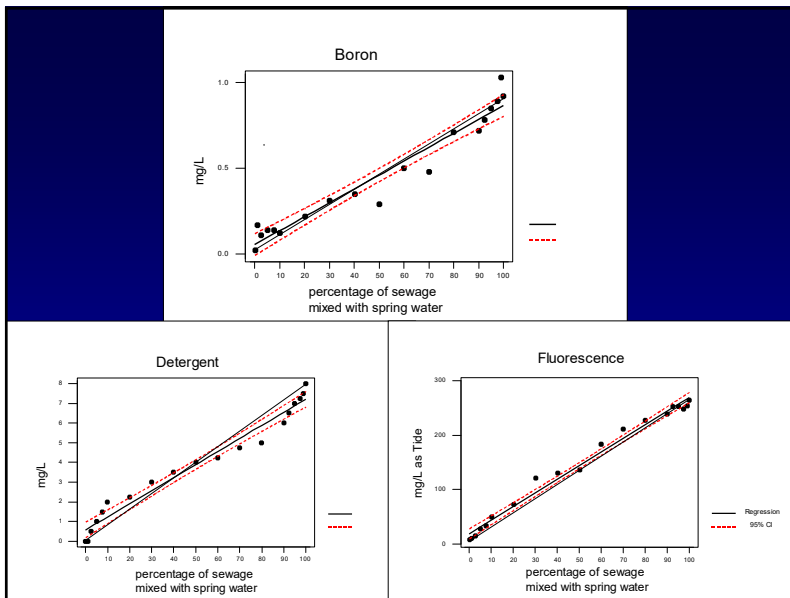 Boron
1.0
0.5
0.0
mg/L
0 10 20 30 40 50 60 70 80 90 100
percentage of sewage
mixed with spring water
Detergent
8
7
6
5
4
3
2
1
0
mg/L
0 10 20 30 40 50 60 70 80 90 100
percentage of sewage
mixed with spring water
Fluorescence
300
200
100
0
mg/L as Tide
0 10 20 30 40 50 60 70 80 90 100
percentage of sewage
mixed with spring water
Regression
95% CI